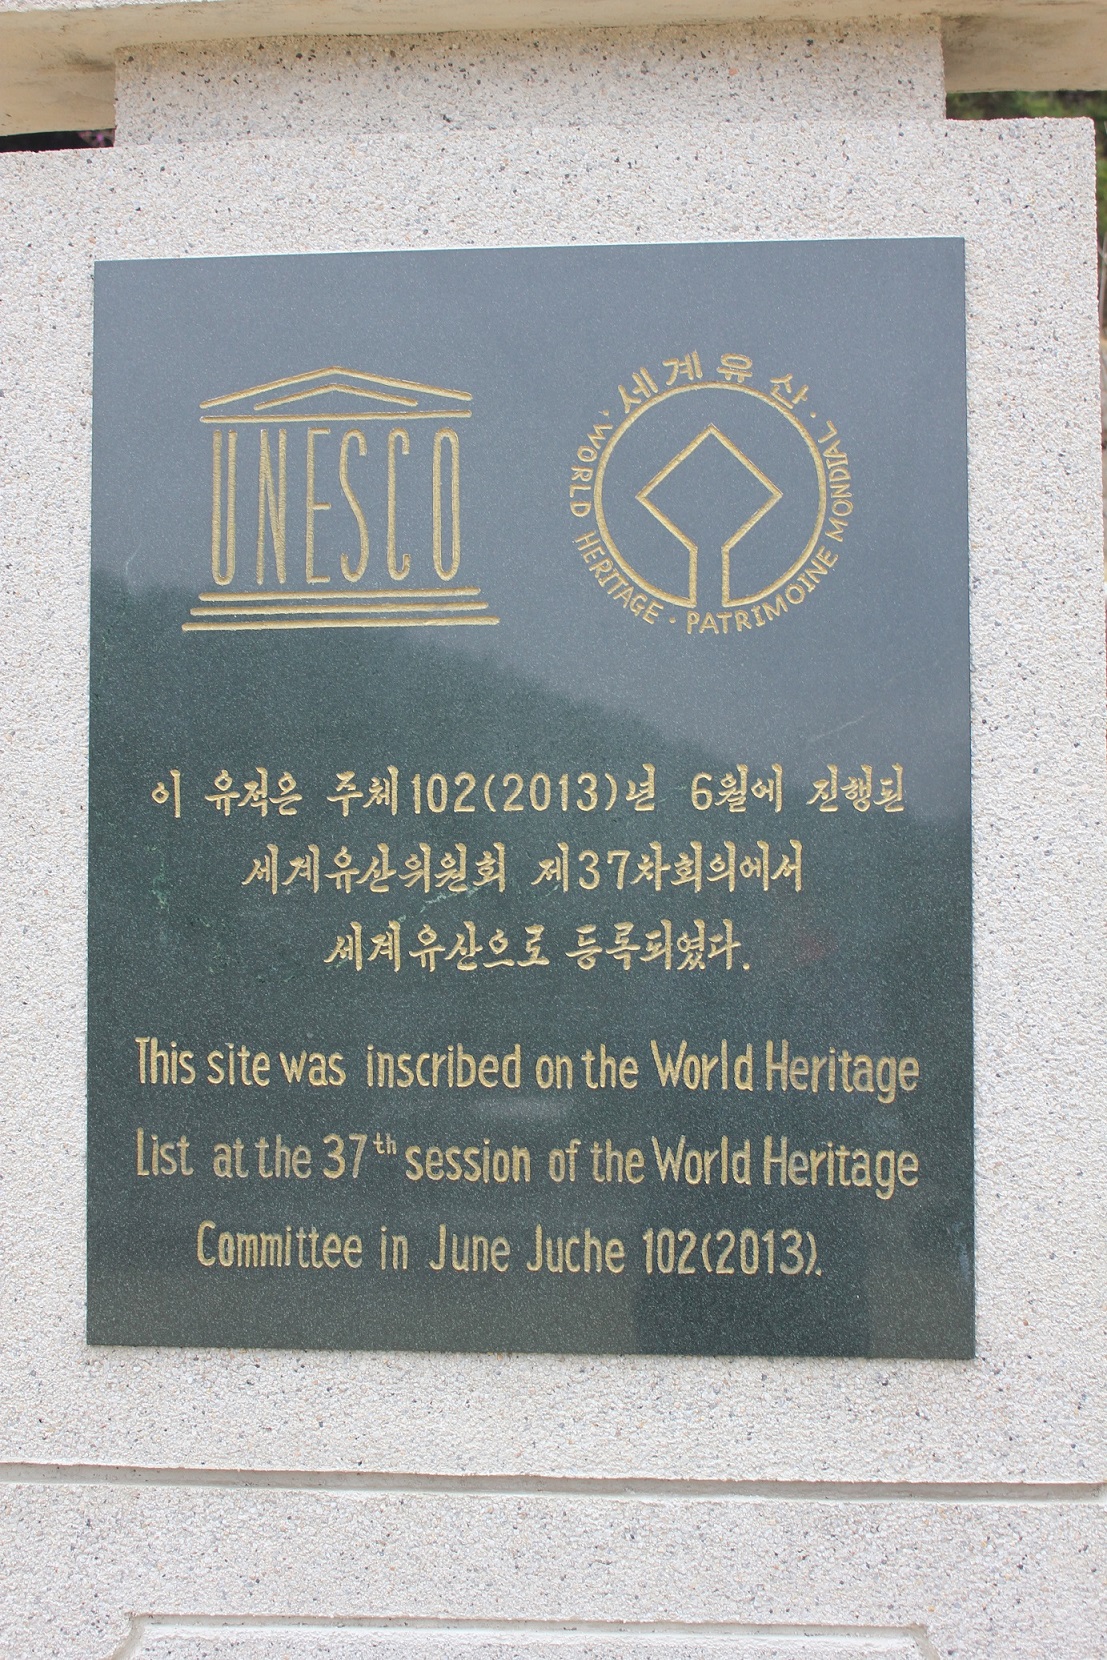 UNESCO
· 세계유산 ·
WORLD HERITAGE · PATRIMOINE MONDIAL
이 유적은 주체102(2013)년 6월에 진행된
세계유산위원회 제37차회의에서
세계유산으로 등록되였다.
This site was inscribed on the World Heritage
List at the 37th session of the World Heritage
Committee in June Juche 102(2013).